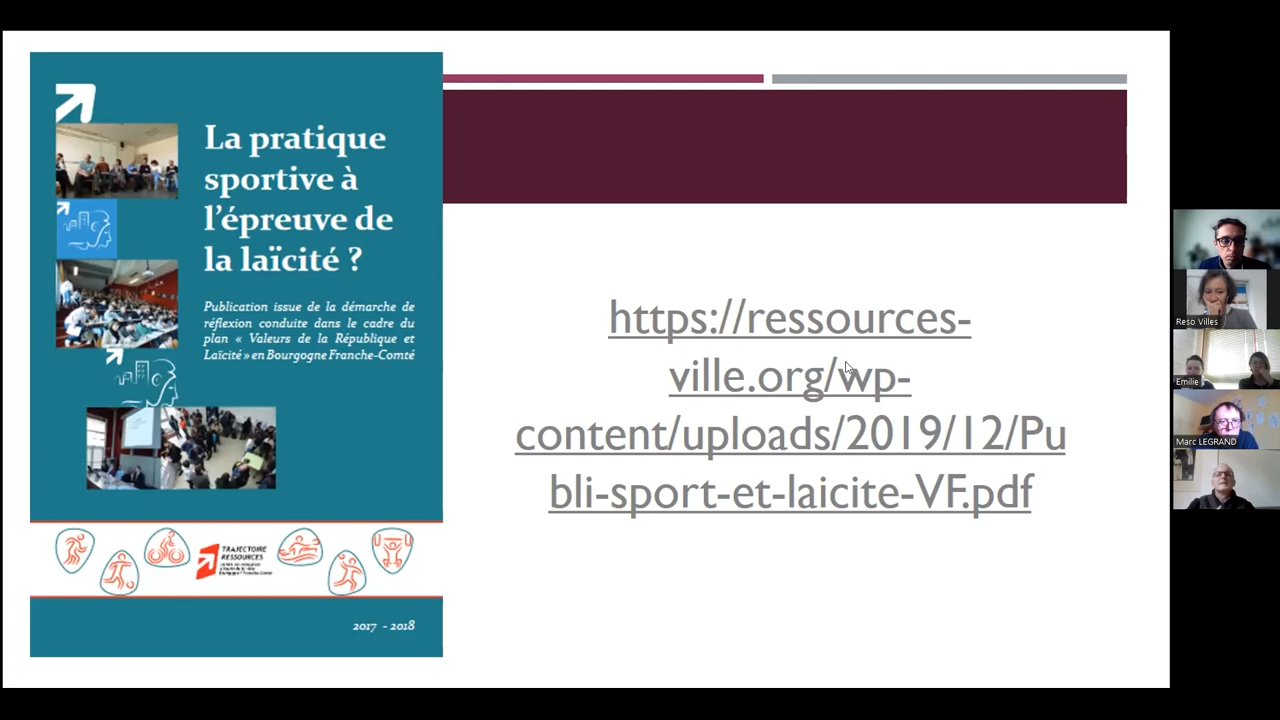 La pratique
sportive à
l'épreuve de
la laïcité ?
Publication issue de la démarche de
réflexion conduite dans le cadre du
plan « Valeurs de la République et
Laïcité » en Bourgogne Franche-Comté
TRAJECTOIRE
RESSOURCES
2017 - 2018
https://ressources-
ville.org/wp-
content/uploads/2019/12/Pu
bli-sport-et-laicite-VF.pdf
Reso Villes
Emilie
Marc LEGRAND